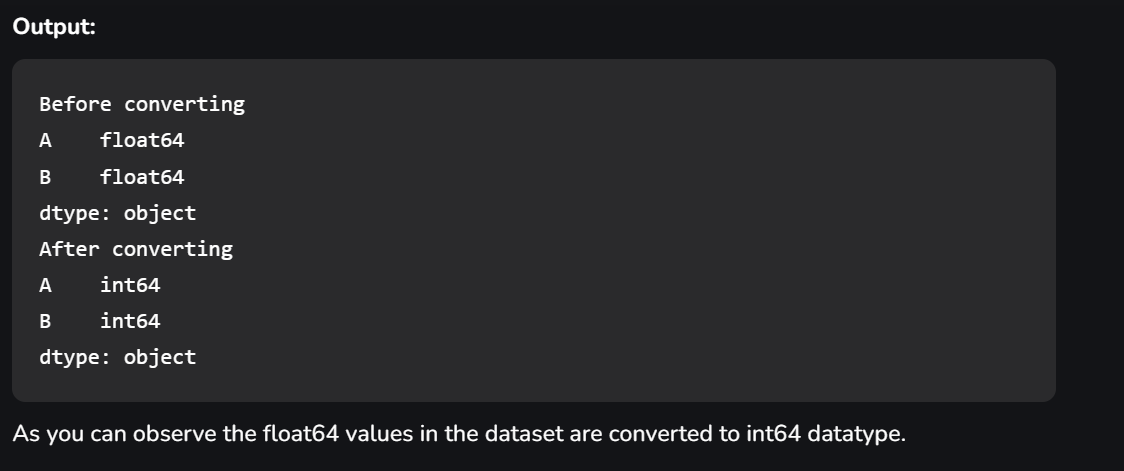 Output:
Before converting
A    float64
B    float64
dtype: object
After converting
A    int64
B    int64
dtype: object
As you can observe the float64 values in the dataset are converted to int64 datatype.